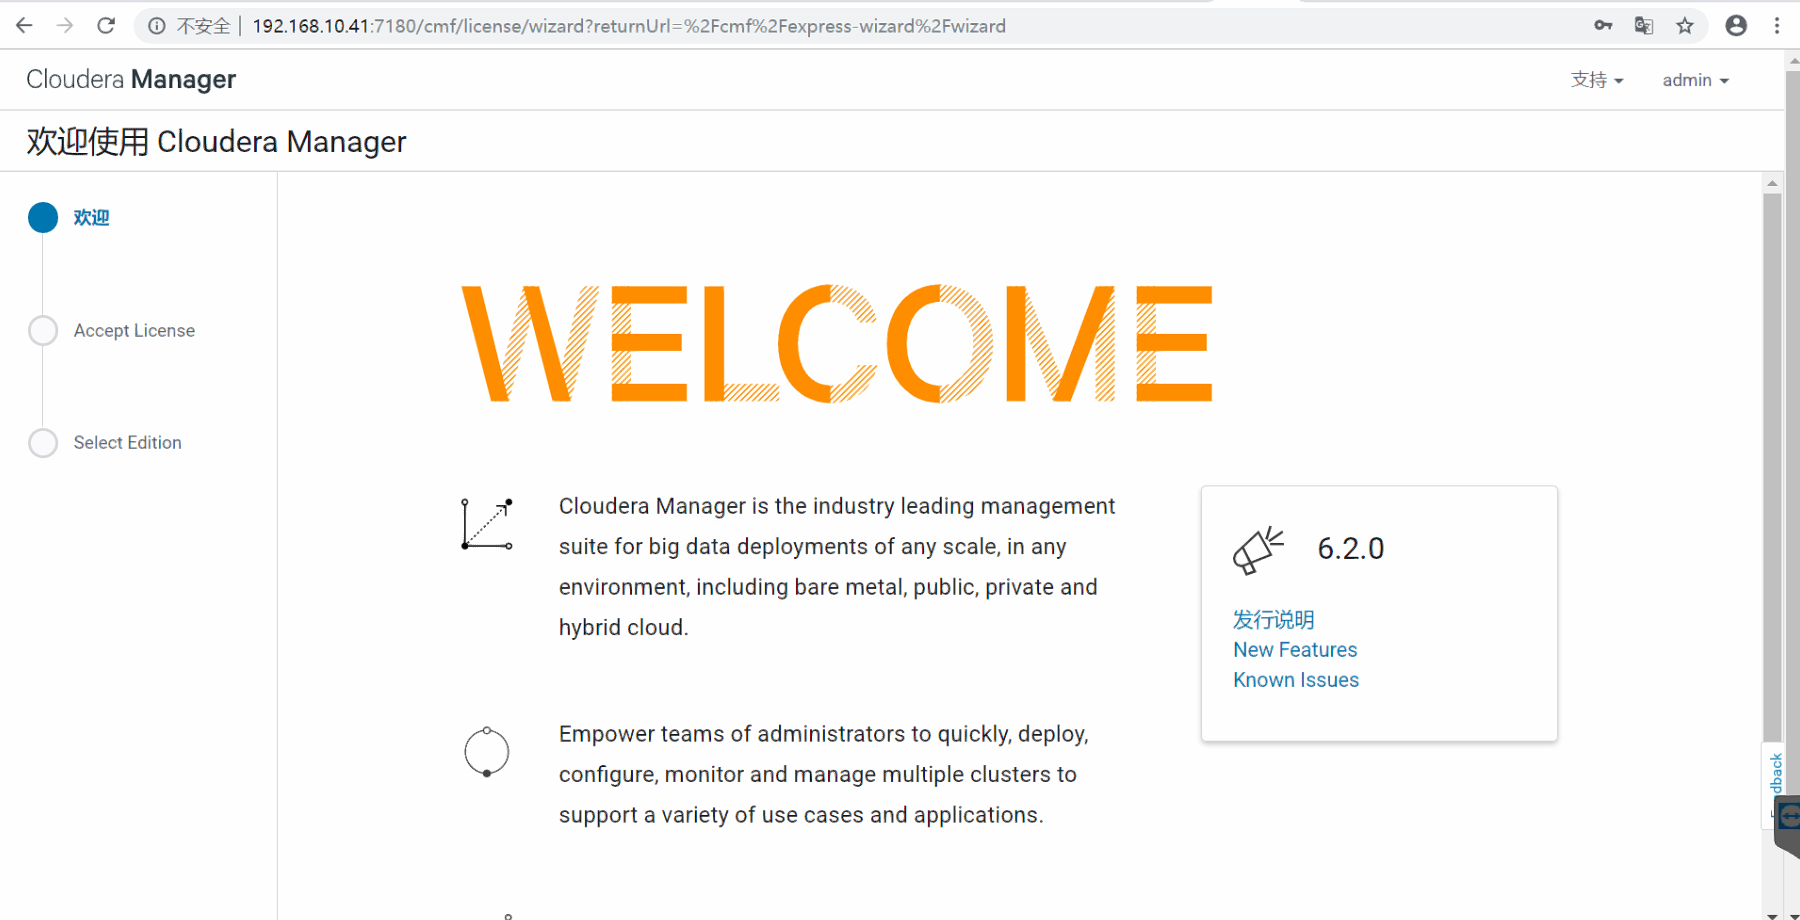 不安全 | 192.168.10.41:7180/cmf/license/wizard?returnUrl=%2Fcmf%2Fexpress-wizard%2Fwizard
Cloudera Manager
支持
admin
欢迎使用 Cloudera Manager
欢迎
Accept License
Select Edition
WELCOME
Cloudera Manager is the industry leading management
suite for big data deployments of any scale, in any
environment, including bare metal, public, private and
hybrid cloud.
6.2.0
发行说明
New Features
Known Issues
Empower teams of administrators to quickly, deploy,
configure, monitor and manage multiple clusters to
support a variety of use cases and applications.